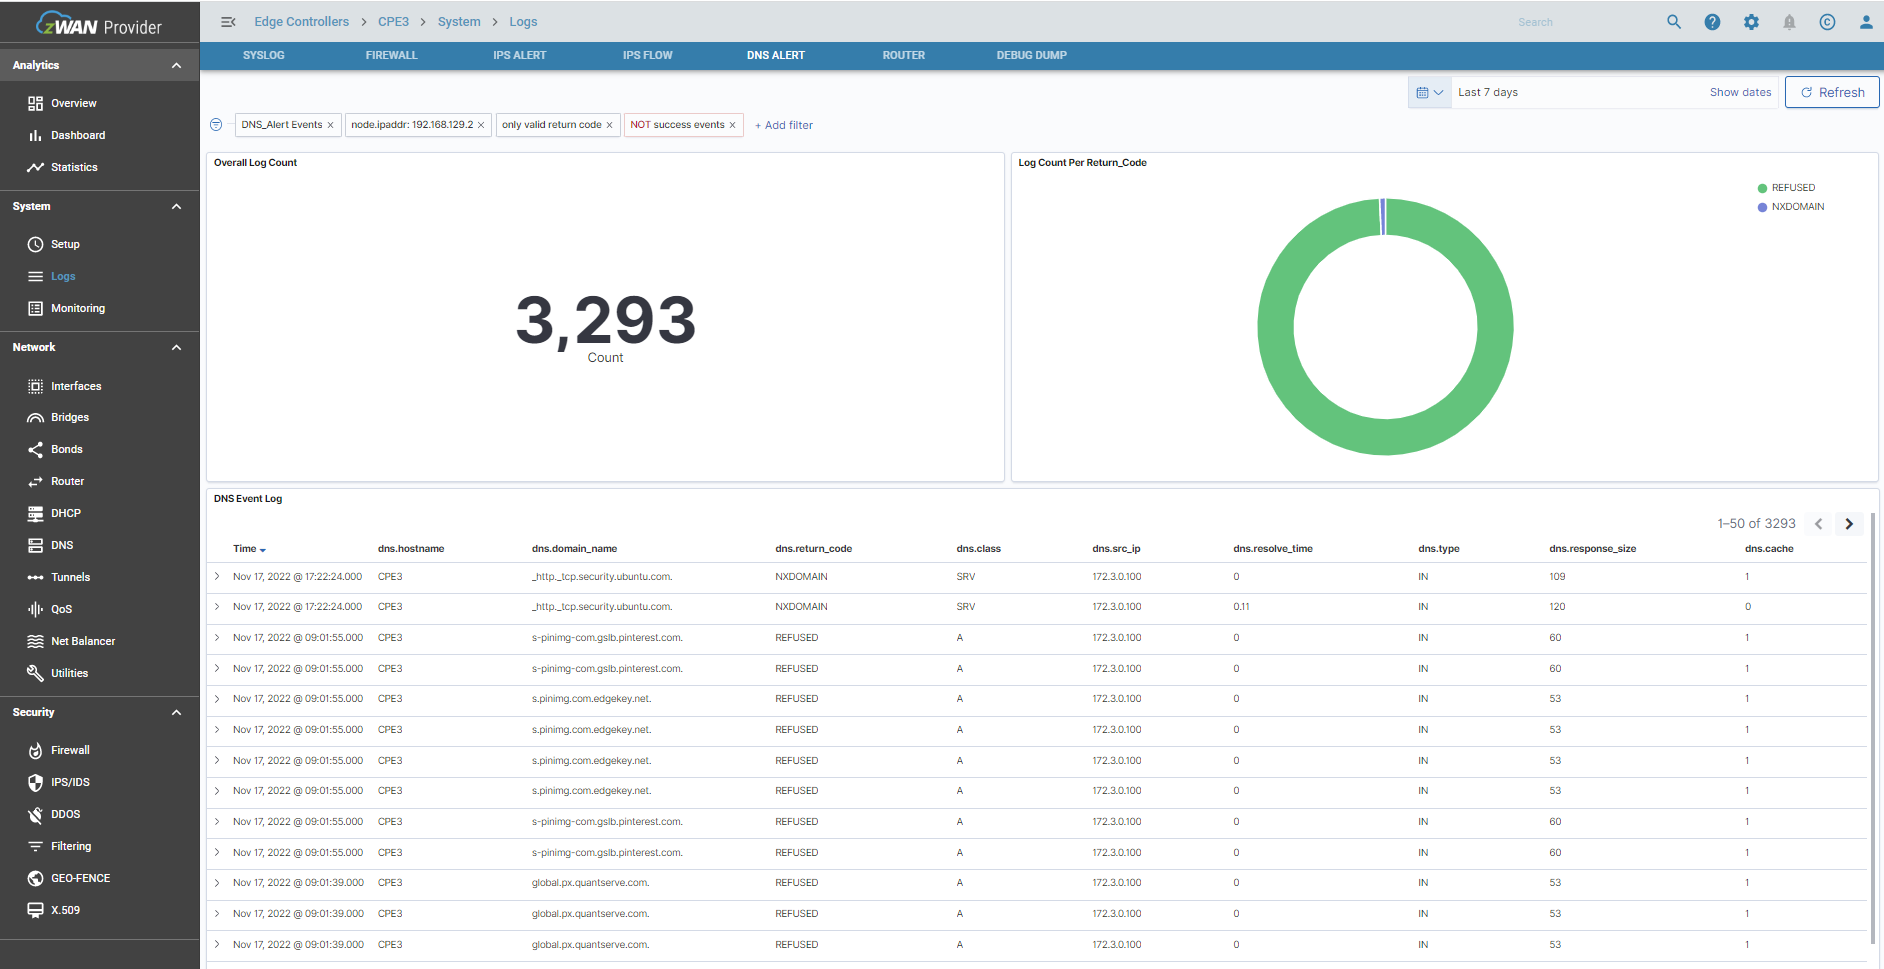 zWAN Provider
Edge Controllers > CPE3 > System > Logs
Search
SYSLOG FIREWALL IPS ALERT IPS FLOW DNS ALERT ROUTER DEBUG DUMP
Analytics
Overview
Dashboard
Statistics
System
Setup
Logs
Monitoring
Network
Interfaces
Bridges
Bonds
Router
DHCP
DNS
Tunnels
QoS
Net Balancer
Utilities
Security
Firewall
IPS/IDS
DDOS
Filtering
GEO-FENCE
X.509
Last 7 days Show dates Refresh
DNS_Alert Events × node.ipaddr: 192.168.129.2 × only valid return code × NOT success events × + Add filter
Overall Log Count
3,293
Count
Log Count Per Return_Code
REFUSED
NXDOMAIN
DNS Event Log
1–50 of 3293
Time dns.hostname dns.domain_name dns.return_code dns.class dns.src_ip dns.resolve_time dns.type dns.response_size dns.cache
Nov 17, 2022 @ 17:22:24.000 CPE3 _http._tcp.security.ubuntu.com. NXDOMAIN SRV 172.3.0.100 0 IN 109 1
Nov 17, 2022 @ 17:22:24.000 CPE3 _http._tcp.security.ubuntu.com. NXDOMAIN SRV 172.3.0.100 0.11 IN 120 0
Nov 17, 2022 @ 09:01:55.000 CPE3 s-pinimg-com.gslb.pinterest.com. REFUSED A 172.3.0.100 0 IN 60 1
Nov 17, 2022 @ 09:01:55.000 CPE3 s-pinimg-com.gslb.pinterest.com. REFUSED A 172.3.0.100 0 IN 60 1
Nov 17, 2022 @ 09:01:55.000 CPE3 s.pinimg.com.edgekey.net. REFUSED A 172.3.0.100 0 IN 53 1
Nov 17, 2022 @ 09:01:55.000 CPE3 s.pinimg.com.edgekey.net. REFUSED A 172.3.0.100 0 IN 53 1
Nov 17, 2022 @ 09:01:55.000 CPE3 s.pinimg.com.edgekey.net. REFUSED A 172.3.0.100 0 IN 53 1
Nov 17, 2022 @ 09:01:55.000 CPE3 s.pinimg.com.edgekey.net. REFUSED A 172.3.0.100 0 IN 53 1
Nov 17, 2022 @ 09:01:55.000 CPE3 s-pinimg-com.gslb.pinterest.com. REFUSED A 172.3.0.100 0 IN 60 1
Nov 17, 2022 @ 09:01:55.000 CPE3 s-pinimg-com.gslb.pinterest.com. REFUSED A 172.3.0.100 0 IN 60 1
Nov 17, 2022 @ 09:01:39.000 CPE3 global.px.quantserve.com. REFUSED A 172.3.0.100 0 IN 53 1
Nov 17, 2022 @ 09:01:39.000 CPE3 global.px.quantserve.com. REFUSED A 172.3.0.100 0 IN 53 1
Nov 17, 2022 @ 09:01:39.000 CPE3 global.px.quantserve.com. REFUSED A 172.3.0.100 0 IN 53 1